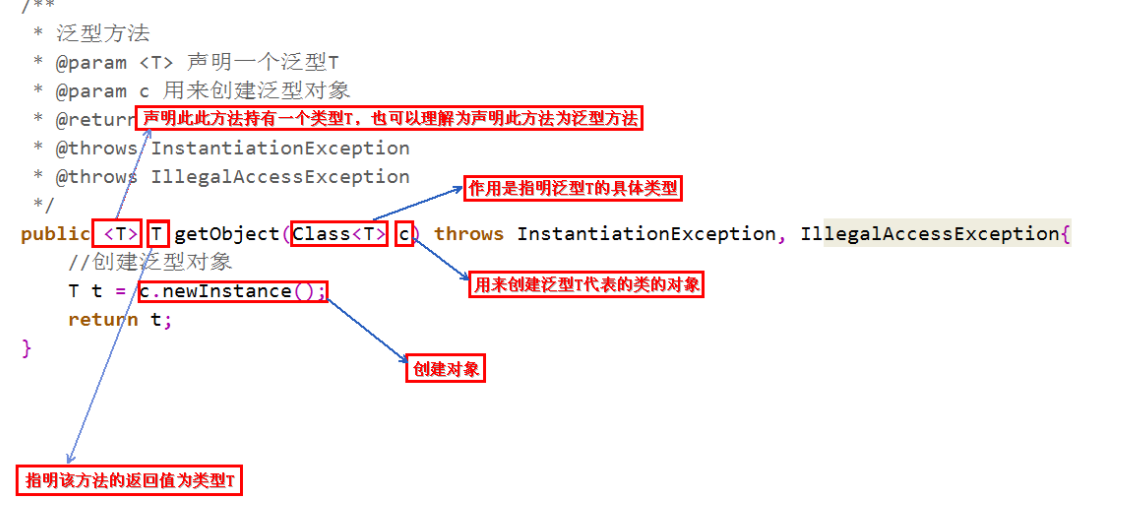 /**
* 泛型方法
* @param <T> 声明一个泛型T
* @param c 用来创建泛型对象
* @return 声明此此方法持有一个类型T，也可以理解为声明此方法为泛型方法
* @throws InstantiationException
* @throws IllegalAccessException
作用是指明泛型T的具体类型
*/
public <T> T getObject(Class<T> c) throws InstantiationException, IllegalAccessException{
//创建泛型对象
用来创建泛型T代表的类的对象
T t = c.newInstance();
return t;
}
创建对象
指明该方法的返回值为类型T